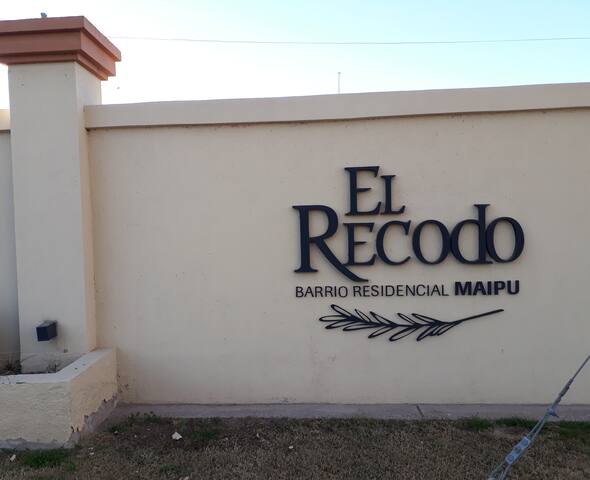 EL
RECODO
BARRIO RESIDENCIAL MAIPU